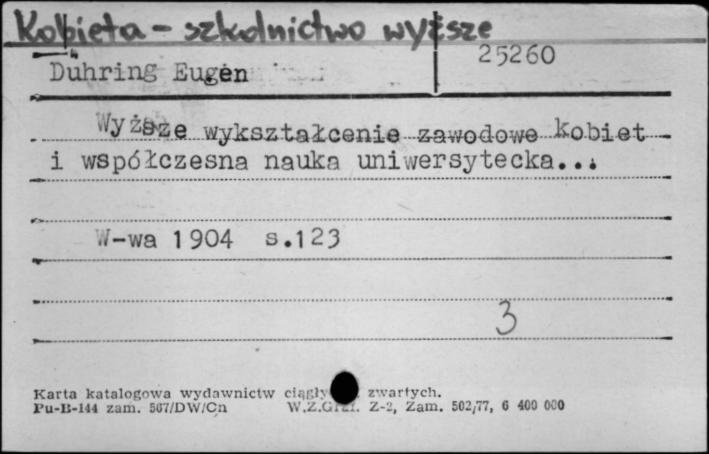 Kobieta - szkolnictwo wyższe
Dühring Eugen
25260
Wyższe wykształcenie zawodowe kobiet
i współczesna nauka uniwersytecka...
W-wa 1904 s.123
3
Karta katalogowa wydawnictw zwartych.
Pu-B-144 zam. 567/DW/Cn Z-2, Zam. 502/77, 6 400 000